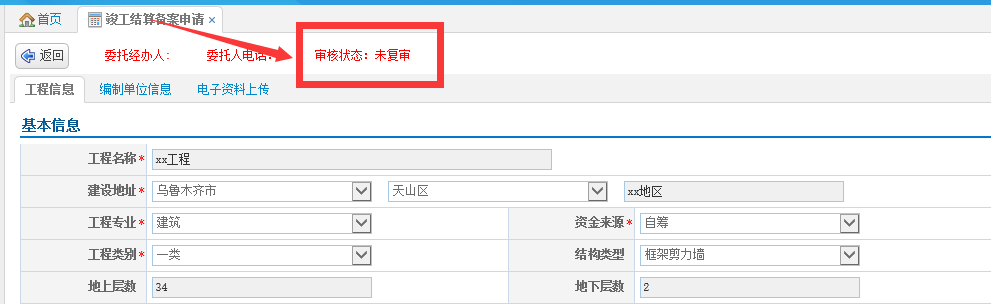 首页 竣工结算备案申请 ×
返回 委托经办人: 委托人电话: 审核状态: 未复审
工程信息 编制单位信息 电子资料上传
基本信息
工程名称* xx工程
建设地址* 乌鲁木齐市 天山区 xx地区
工程专业* 建筑 资金来源* 自筹
工程类别* 一类 结构类型 框架剪力墙
地上层数 34 地下层数 2